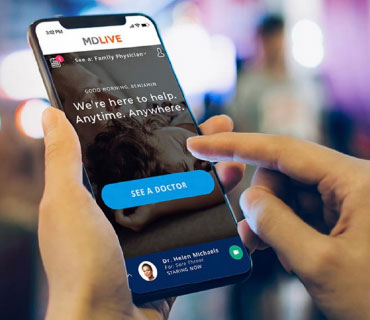 3:02 PM
MDLIVE
See a: Family Physician
GOOD MORNING, BENJAMIN
We're here to help.
Anytime. Anywhere.
SEE A DOCTOR
Dr. Helen Michaels
For: Sore Throat
STARING NOW